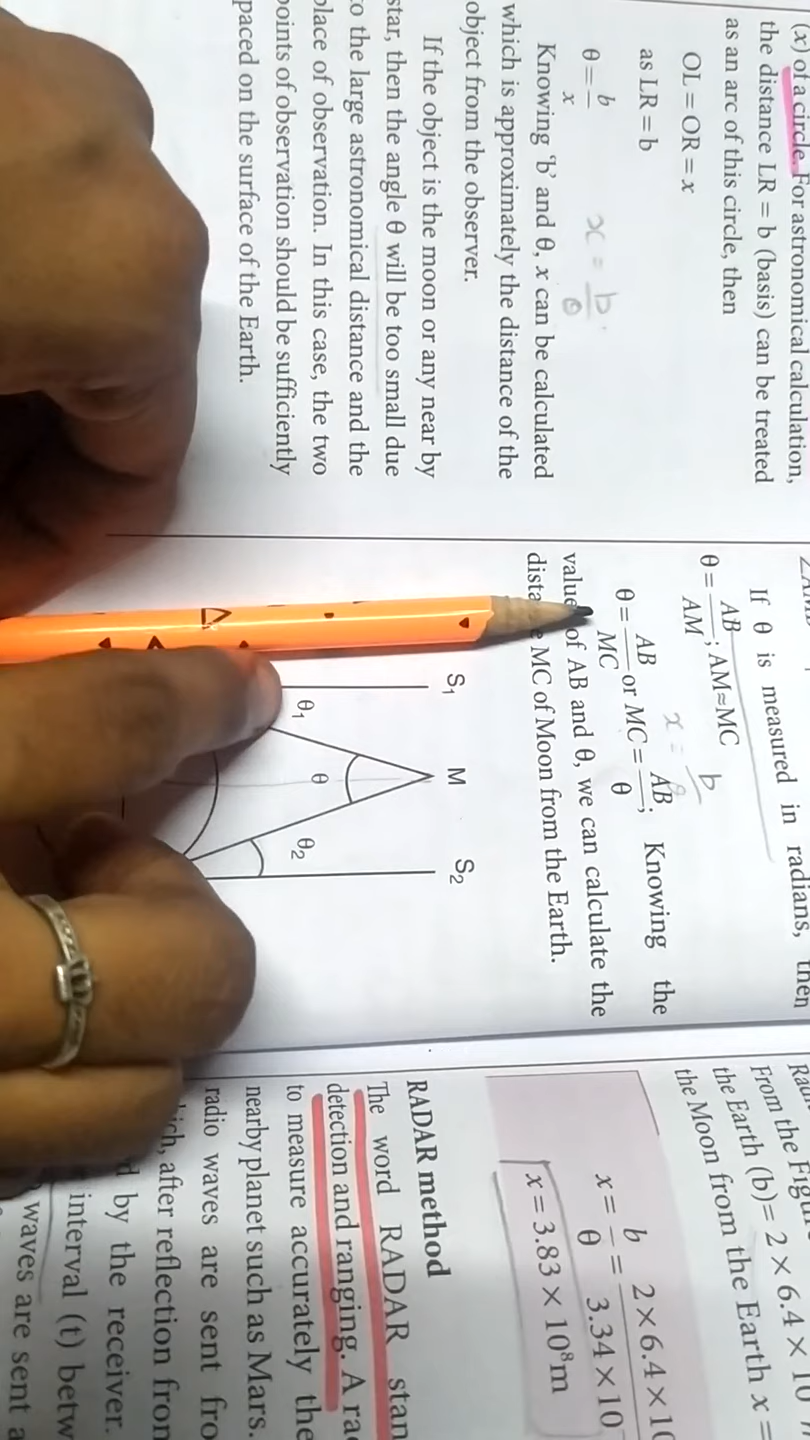 (x) of a circle. For astronomical calculation,
the distance LR = b (basis) can be treated
as an arc of this circle, then
OL = OR = x
as LR = b
θ = b/x
x = b/θ
Knowing ‘b’ and θ, x can be calculated
which is approximately the distance of the
object from the observer.
If the object is the moon or any near by
star, then the angle θ will be too small due
to the large astronomical distance and the
place of observation. In this case, the two
points of observation should be sufficiently
spaced on the surface of the Earth.
If θ is measured in radians, then
θ = AB/AM ; AM≈MC
x = b
θ = AB/MC or MC = AB/θ ; Knowing the
value of AB and θ, we can calculate the
MC of Moon from the Earth.
S₁ M S₂
θ₁ θ θ₂
From the
the Earth (b)= 2 × 6.4 × 10
the Moon from the Earth x =
x = b/θ = 2×6.4×10/3.34×10
x = 3.83 × 10⁸m
RADAR method
The word RADAR stan
detection and ranging. A ra
to measure accurately the
nearby planet such as Mars.
radio waves are sent fro
after reflection from
by the receiver.
interval (t) betw
waves are sent a